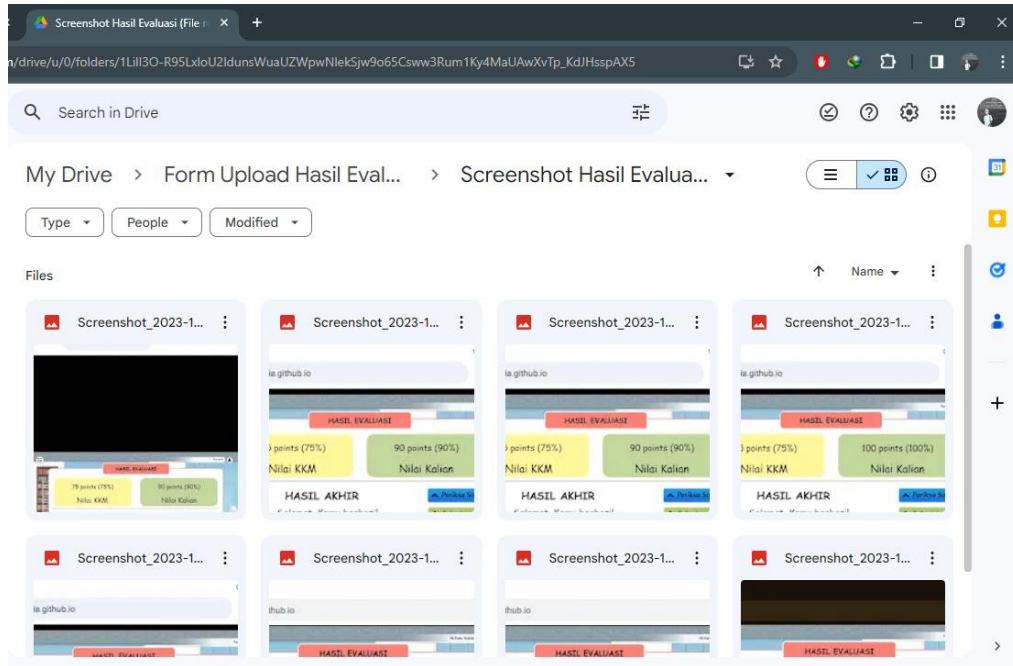 Screenshot Hasil Evaluasi (File r
n/drive/u/0/folders/1LilI3O-R95LxloU2IdunsWuaUZWpwNlekSjw9o65Csww3Rum1Ky4MaUAwXvTp_KdJHsspAX5
Search in Drive
My Drive > Form Upload Hasil Eval... > Screenshot Hasil Evalua...
31
Type People Modified
Files Name
Screenshot_2023-1... Screenshot_2023-1... Screenshot_2023-1... Screenshot_2023-1...
ia.github.io ia.github.io ia.github.io
HASIL EVALUASI HASIL EVALUASI HASIL EVALUASI
points (75%) 90 points (90%) points (75%) 90 points (90%) points (75%) 100 points (100%)
Nilai KKM Nilai Kalian Nilai KKM Nilai Kalian Nilai KKM Nilai Kalian
HASIL EVALUASI
75 points (75%) 90 points (90%)
Nilai KKM Nilai Kalian
HASIL AKHIR Periksa HASIL AKHIR Periksa HASIL AKHIR Periksa
Screenshot_2023-1... Screenshot_2023-1... Screenshot_2023-1... Screenshot_2023-1...
ia.github.io thub.io thub.io
HASIL EVALUASI HASIL EVALUASI HASIL EVALUASI HASIL EVALUASI